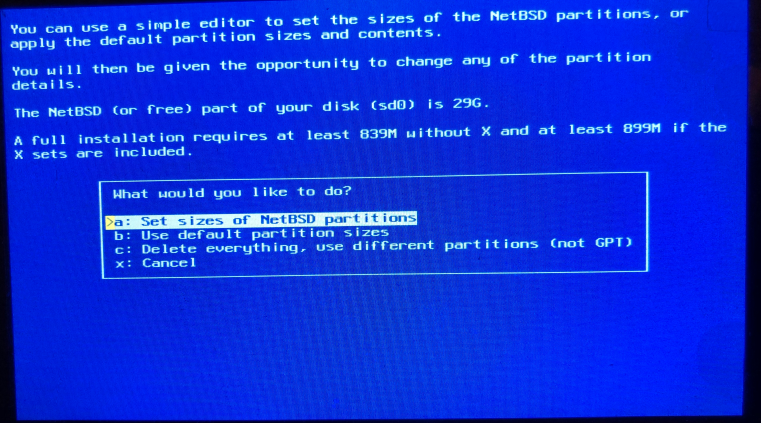 You can use a simple editor to set the sizes of the NetBSD partitions, or
apply the default partition sizes and contents.
You will then be given the opportunity to change any of the partition
details.
The NetBSD (or free) part of your disk (sd0) is 29G.
A full installation requires at least 839M without X and at least 899M if the
X sets are included.
What would you like to do?
>a: Set sizes of NetBSD partitions
b: Use default partition sizes
c: Delete everything, use different partitions (not GPT)
x: Cancel